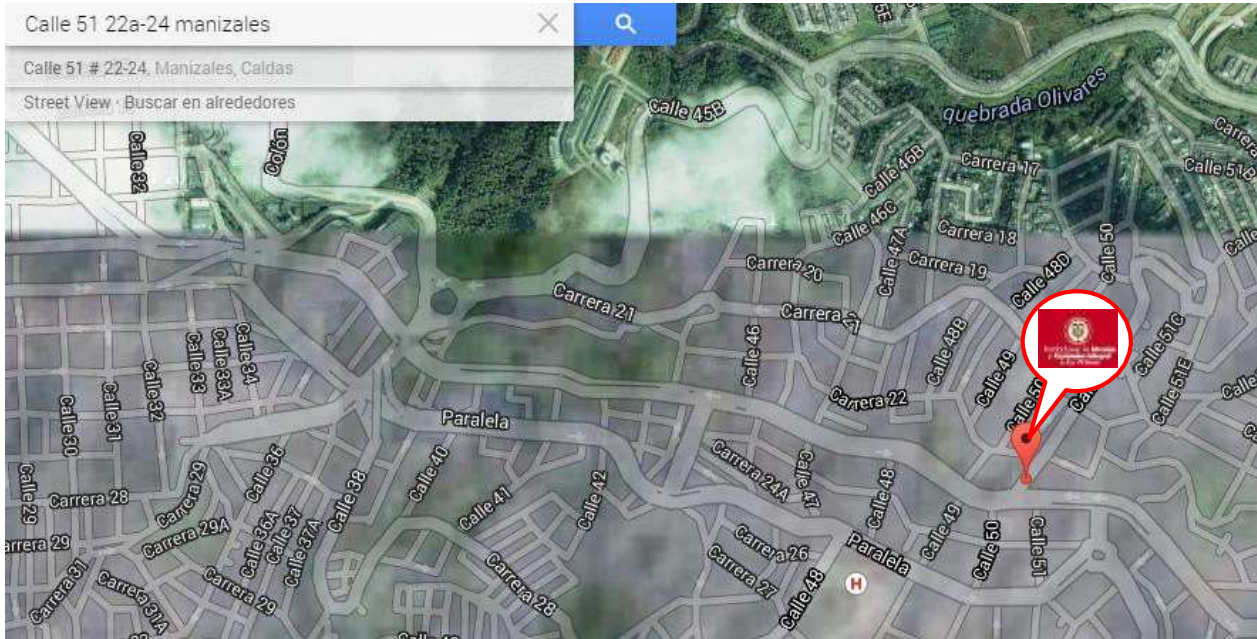 Calle 51 22a-24 manizales
Calle 51 # 22-24, Manizales, Caldas
Street View · Buscar en alrededores
Calle 45B
quebrada Olivares
Colón
Calle 32
Carrera 17
Calle 51B
Calle 46B
Calle 46C
Calle 47A
Carrera 18
Calle 50
Carrera 20
Carrera 19
Calle 48D
Carrera 21
Carrera 21
Calle 46
Calle 48B
Calle 49
Calle 50
Calle 51C
Calle 51E
Carrera 22
Calle 34
Calle 33A
Calle 33
Calle 32
Calle 31
Calle 30
Calle 29
Paralela
Carrera 24A
Calle 47
Calle 48
Calle 49
Calle 50
Calle 51
Calle 36
Calle 38
Calle 40
Calle 41
Calle 42
Carrera 28
Carrera 29
Carrera 29A
Calle 36A
Calle 37
Calle 37A
Carrera 26
Carrera 27
Calle 48
Paralela
H
arrera 29
Carrera 31
Carrera 31A
Carrera 29
Carrera 28